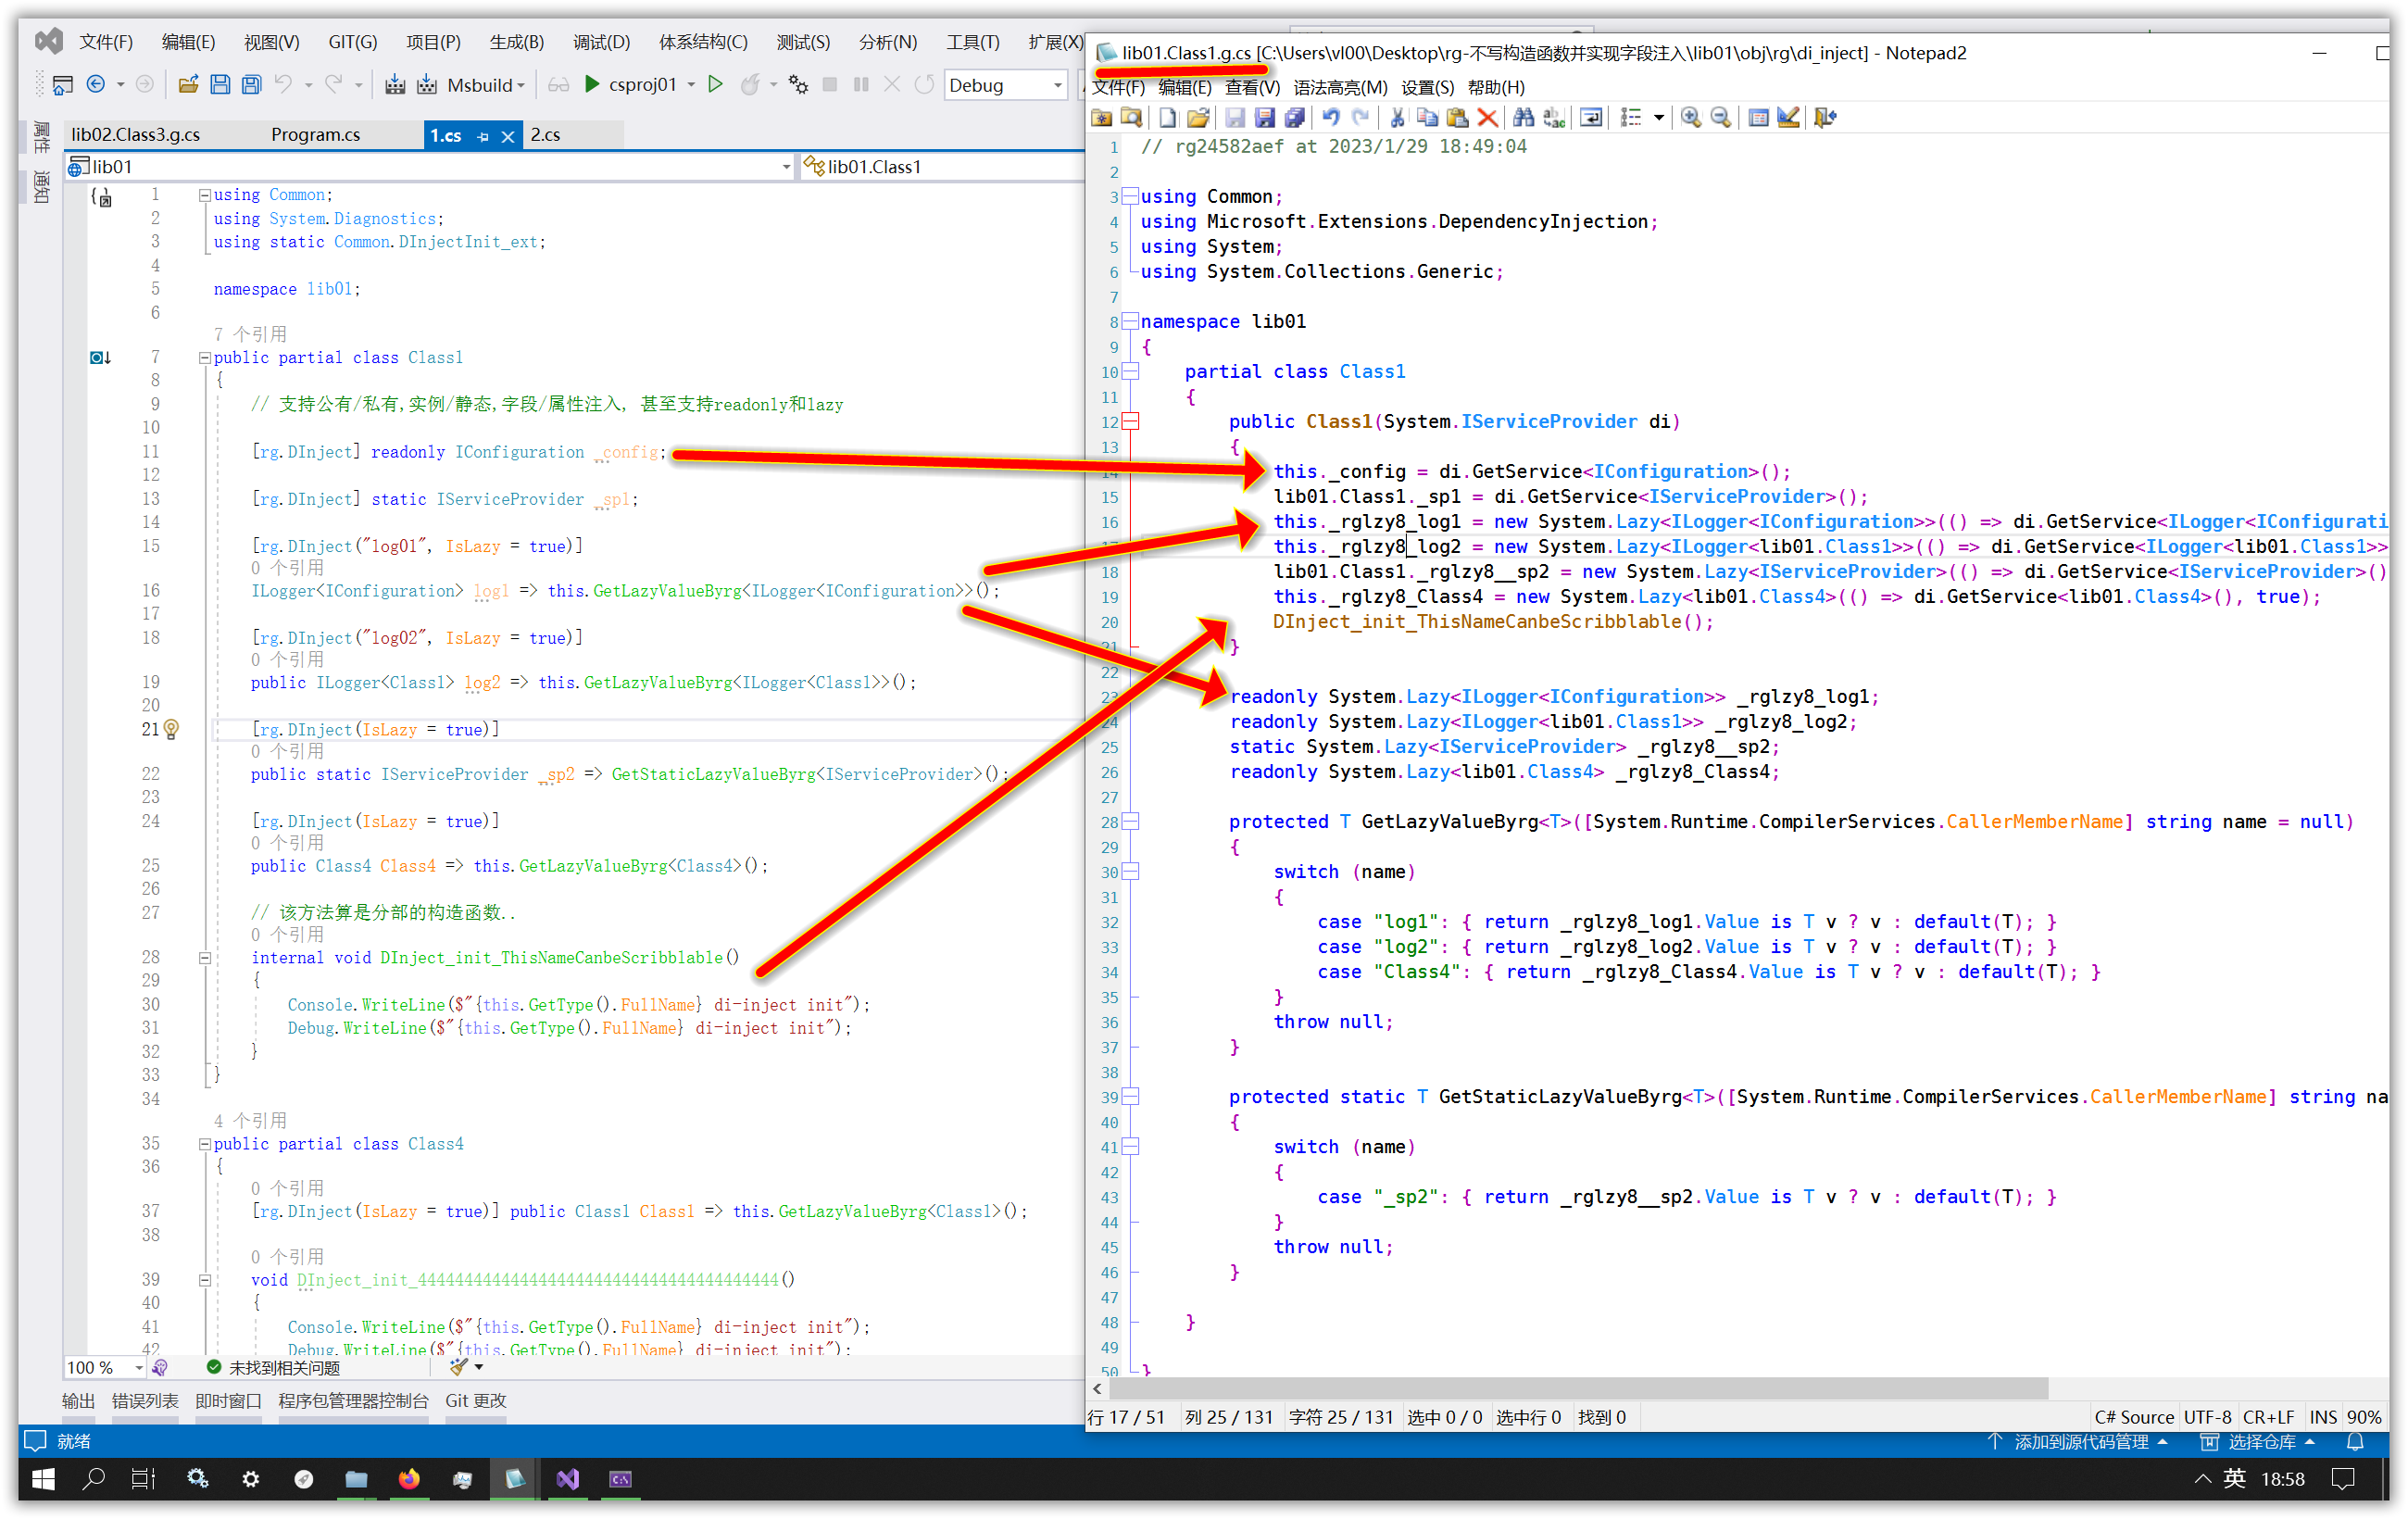 文件(F) 编辑(E) 视图(V) GIT(G) 项目(P) 生成(B) 调试(D) 体系结构(C) 测试(S) 分析(N) 工具(T) 扩展(X)
Msbuild csproj01 Debug
属性
通知
lib02.Class3.g.cs Program.cs 1.cs 2.cs
lib01 lib01.Class1
1 using Common;
2 using System.Diagnostics;
3 using static Common.DInjectInit_ext;
4
5 namespace lib01;
6
7 个引用
7 public partial class Class1
8 {
9 // 支持公有/私有,实例/静态,字段/属性注入, 甚至支持readonly和lazy
10
11 [rg.DInject] readonly IConfiguration _config;
12
13 [rg.DInject] static IServiceProvider _sp1;
14
15 [rg.DInject("log01", IsLazy = true)]
0 个引用
16 ILogger<IConfiguration> log1 => this.GetLazyValueByrg<ILogger<IConfiguration>>();
17
18 [rg.DInject("log02", IsLazy = true)]
0 个引用
19 public ILogger<Class1> log2 => this.GetLazyValueByrg<ILogger<Class1>>();
20
21 [rg.DInject(IsLazy = true)]
0 个引用
22 public static IServiceProvider _sp2 => GetStaticLazyValueByrg<IServiceProvider>();
23
24 [rg.DInject(IsLazy = true)]
0 个引用
25 public Class4 Class4 => this.GetLazyValueByrg<Class4>();
26
27 // 该方法算是分部的构造函数..
0 个引用
28 internal void DInject_init_ThisNameCanbeScribblable()
29 {
30 Console.WriteLine($"{this.GetType().FullName} di-inject init");
31 Debug.WriteLine($"{this.GetType().FullName} di-inject init");
32 }
33 }
34
4 个引用
35 public partial class Class4
36 {
0 个引用
37 [rg.DInject(IsLazy = true)] public Class1 Class1 => this.GetLazyValueByrg<Class1>();
38
0 个引用
39 void DInject_init_4444444444444444444444444444444444444444()
40 {
41 Console.WriteLine($"{this.GetType().FullName} di-inject init");
42 Debug.WriteLine($"{this.GetType().FullName} di-inject init");
100 % 未找到相关问题
输出 错误列表 即时窗口 程序包管理器控制台 Git 更改
就绪
lib01.Class1.g.cs [C:\Users\vl00\Desktop\rg-不写构造函数并实现字段注入\lib01\obj\rg\di_inject] - Notepad2
文件(F) 编辑(E) 查看(V) 语法高亮(M) 设置(S) 帮助(H)
1 // rg24582aef at 2023/1/29 18:49:04
2
3 using Common;
4 using Microsoft.Extensions.DependencyInjection;
5 using System;
6 using System.Collections.Generic;
7
8 namespace lib01
9 {
10 partial class Class1
11 {
12 public Class1(System.IServiceProvider di)
13 {
14 this._config = di.GetService<IConfiguration>();
15 lib01.Class1._sp1 = di.GetService<IServiceProvider>();
16 this._rglzy8_log1 = new System.Lazy<ILogger<IConfiguration>>(() => di.GetService<ILogger<IConfigurati
17 this._rglzy8_log2 = new System.Lazy<ILogger<lib01.Class1>>(() => di.GetService<ILogger<lib01.Class1>>
18 lib01.Class1._rglzy8__sp2 = new System.Lazy<IServiceProvider>(() => di.GetService<IServiceProvider>()
19 this._rglzy8_Class4 = new System.Lazy<lib01.Class4>(() => di.GetService<lib01.Class4>(), true);
20 DInject_init_ThisNameCanbeScribblable();
21 }
22
23 readonly System.Lazy<ILogger<IConfiguration>> _rglzy8_log1;
24 readonly System.Lazy<ILogger<lib01.Class1>> _rglzy8_log2;
25 static System.Lazy<IServiceProvider> _rglzy8__sp2;
26 readonly System.Lazy<lib01.Class4> _rglzy8_Class4;
27
28 protected T GetLazyValueByrg<T>([System.Runtime.CompilerServices.CallerMemberName] string name = null)
29 {
30 switch (name)
31 {
32 case "log1": { return _rglzy8_log1.Value is T v ? v : default(T); }
33 case "log2": { return _rglzy8_log2.Value is T v ? v : default(T); }
34 case "Class4": { return _rglzy8_Class4.Value is T v ? v : default(T); }
35 }
36 throw null;
37 }
38
39 protected static T GetStaticLazyValueByrg<T>([System.Runtime.CompilerServices.CallerMemberName] string na
40 {
41 switch (name)
42 {
43 case "_sp2": { return _rglzy8__sp2.Value is T v ? v : default(T); }
44 }
45 throw null;
46 }
47
48 }
49
50 }
行 17 / 51 列 25 / 131 字符 25 / 131 选中 0 / 0 选中行 0 找到 0 C# Source UTF-8 CR+LF INS 90%
添加到源代码管理 选择仓库
英 18:58